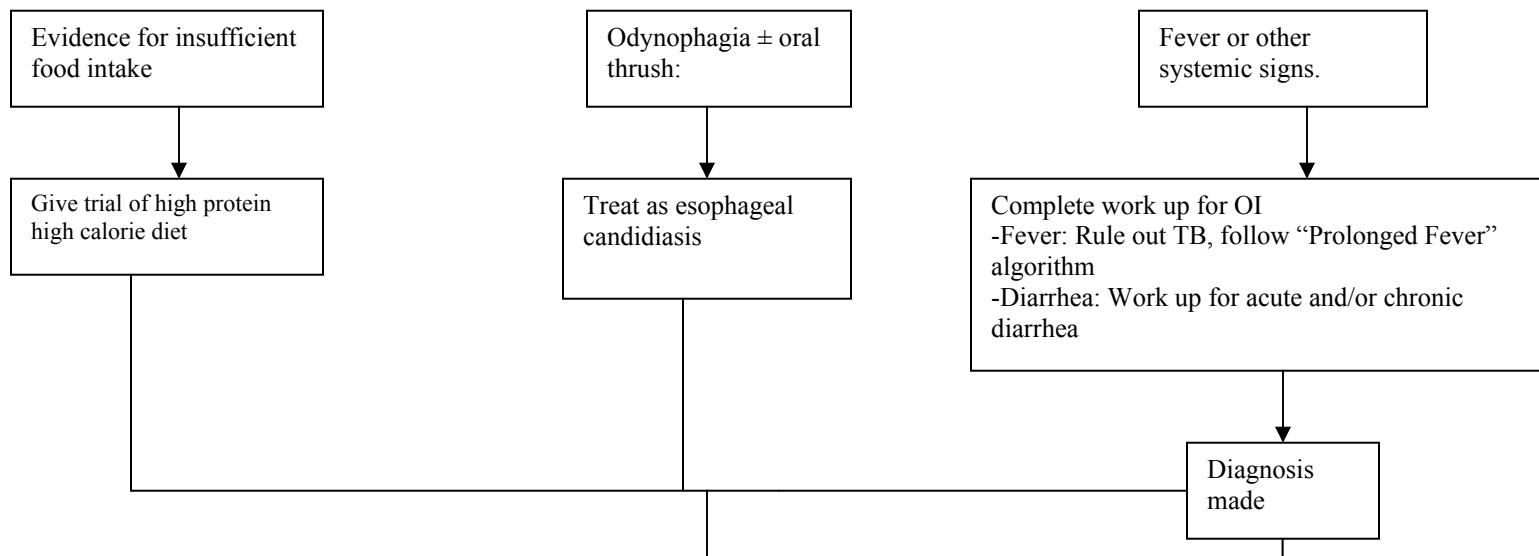 Evidence for insufficient
food intake
Odynophagia ± oral
thrush:
Fever or other
systemic signs.
Give trial of high protein
high calorie diet
Treat as esophageal
candidiasis
Complete work up for OI
-Fever: Rule out TB, follow “Prolonged Fever”
algorithm
-Diarrhea: Work up for acute and/or chronic
diarrhea
Diagnosis
made